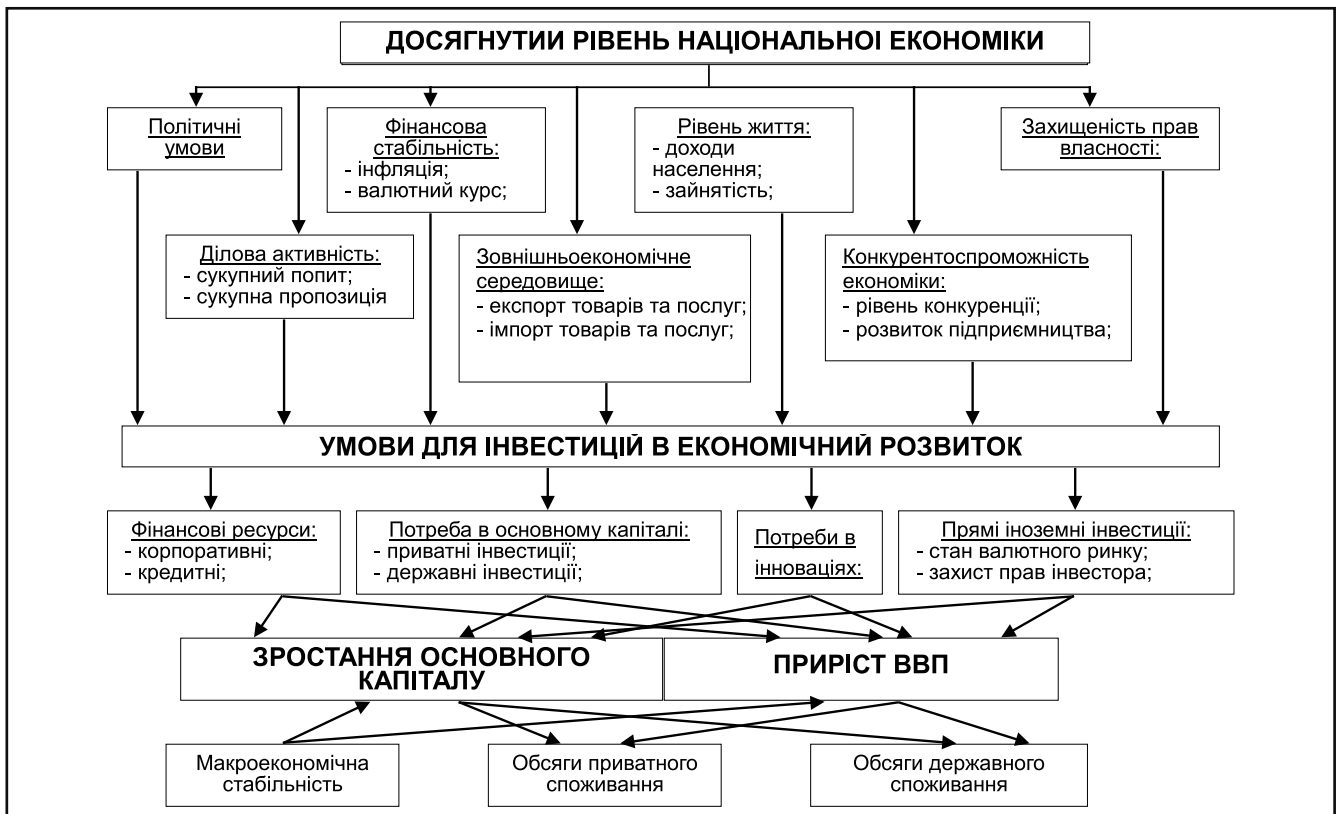 ДОСЯГНУТИИ РІВЕНЬ НАЦІОНАЛЬНОІ ЕКОНОМІКИ
Політичні
умови
Фінансова
стабільність:
- інфляція;
- валютний курс;
Рівень життя:
- доходи
населення;
- зайнятість;
Захищеність прав
власності:
Ділова активність:
- сукупний попит;
- сукупна пропозиція
Зовнішньоекономічне
середовище:
- експорт товарів та послуг;
- імпорт товарів та послуг;
Конкурентоспроможність
економіки:
- рівень конкуренції;
- розвиток підприємництва;
УМОВИ ДЛЯ ІНВЕСТИЦІЙ В ЕКОНОМІЧНИЙ РОЗВИТОК
Фінансові ресурси:
- корпоративні;
- кредитні;
Потреба в основному капіталі:
- приватні інвестиції;
- державні інвестиції;
Потреби в
інноваціях:
Прямі іноземні інвестиції:
- стан валютного ринку;
- захист прав інвестора;
ЗРОСТАННЯ ОСНОВНОГО
КАПІТАЛУ
ПРИРІСТ ВВП
Макроекономічна
стабільність
Обсяги приватного
споживання
Обсяги державного
споживання